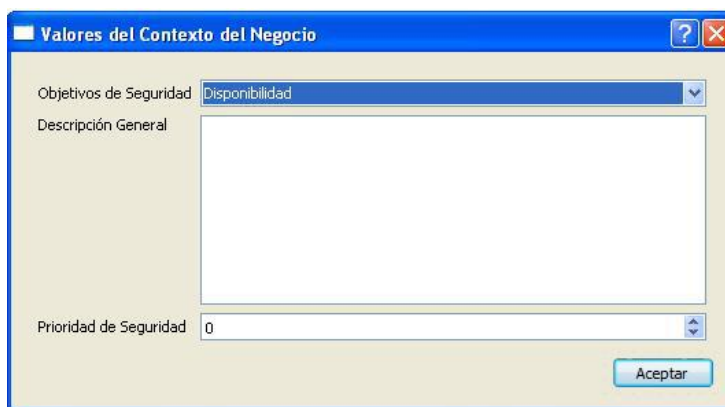 Valores del Contexto del Negocio
Objetivos de Seguridad Disponibilidad
Descripción General
Prioridad de Seguridad 0
Aceptar